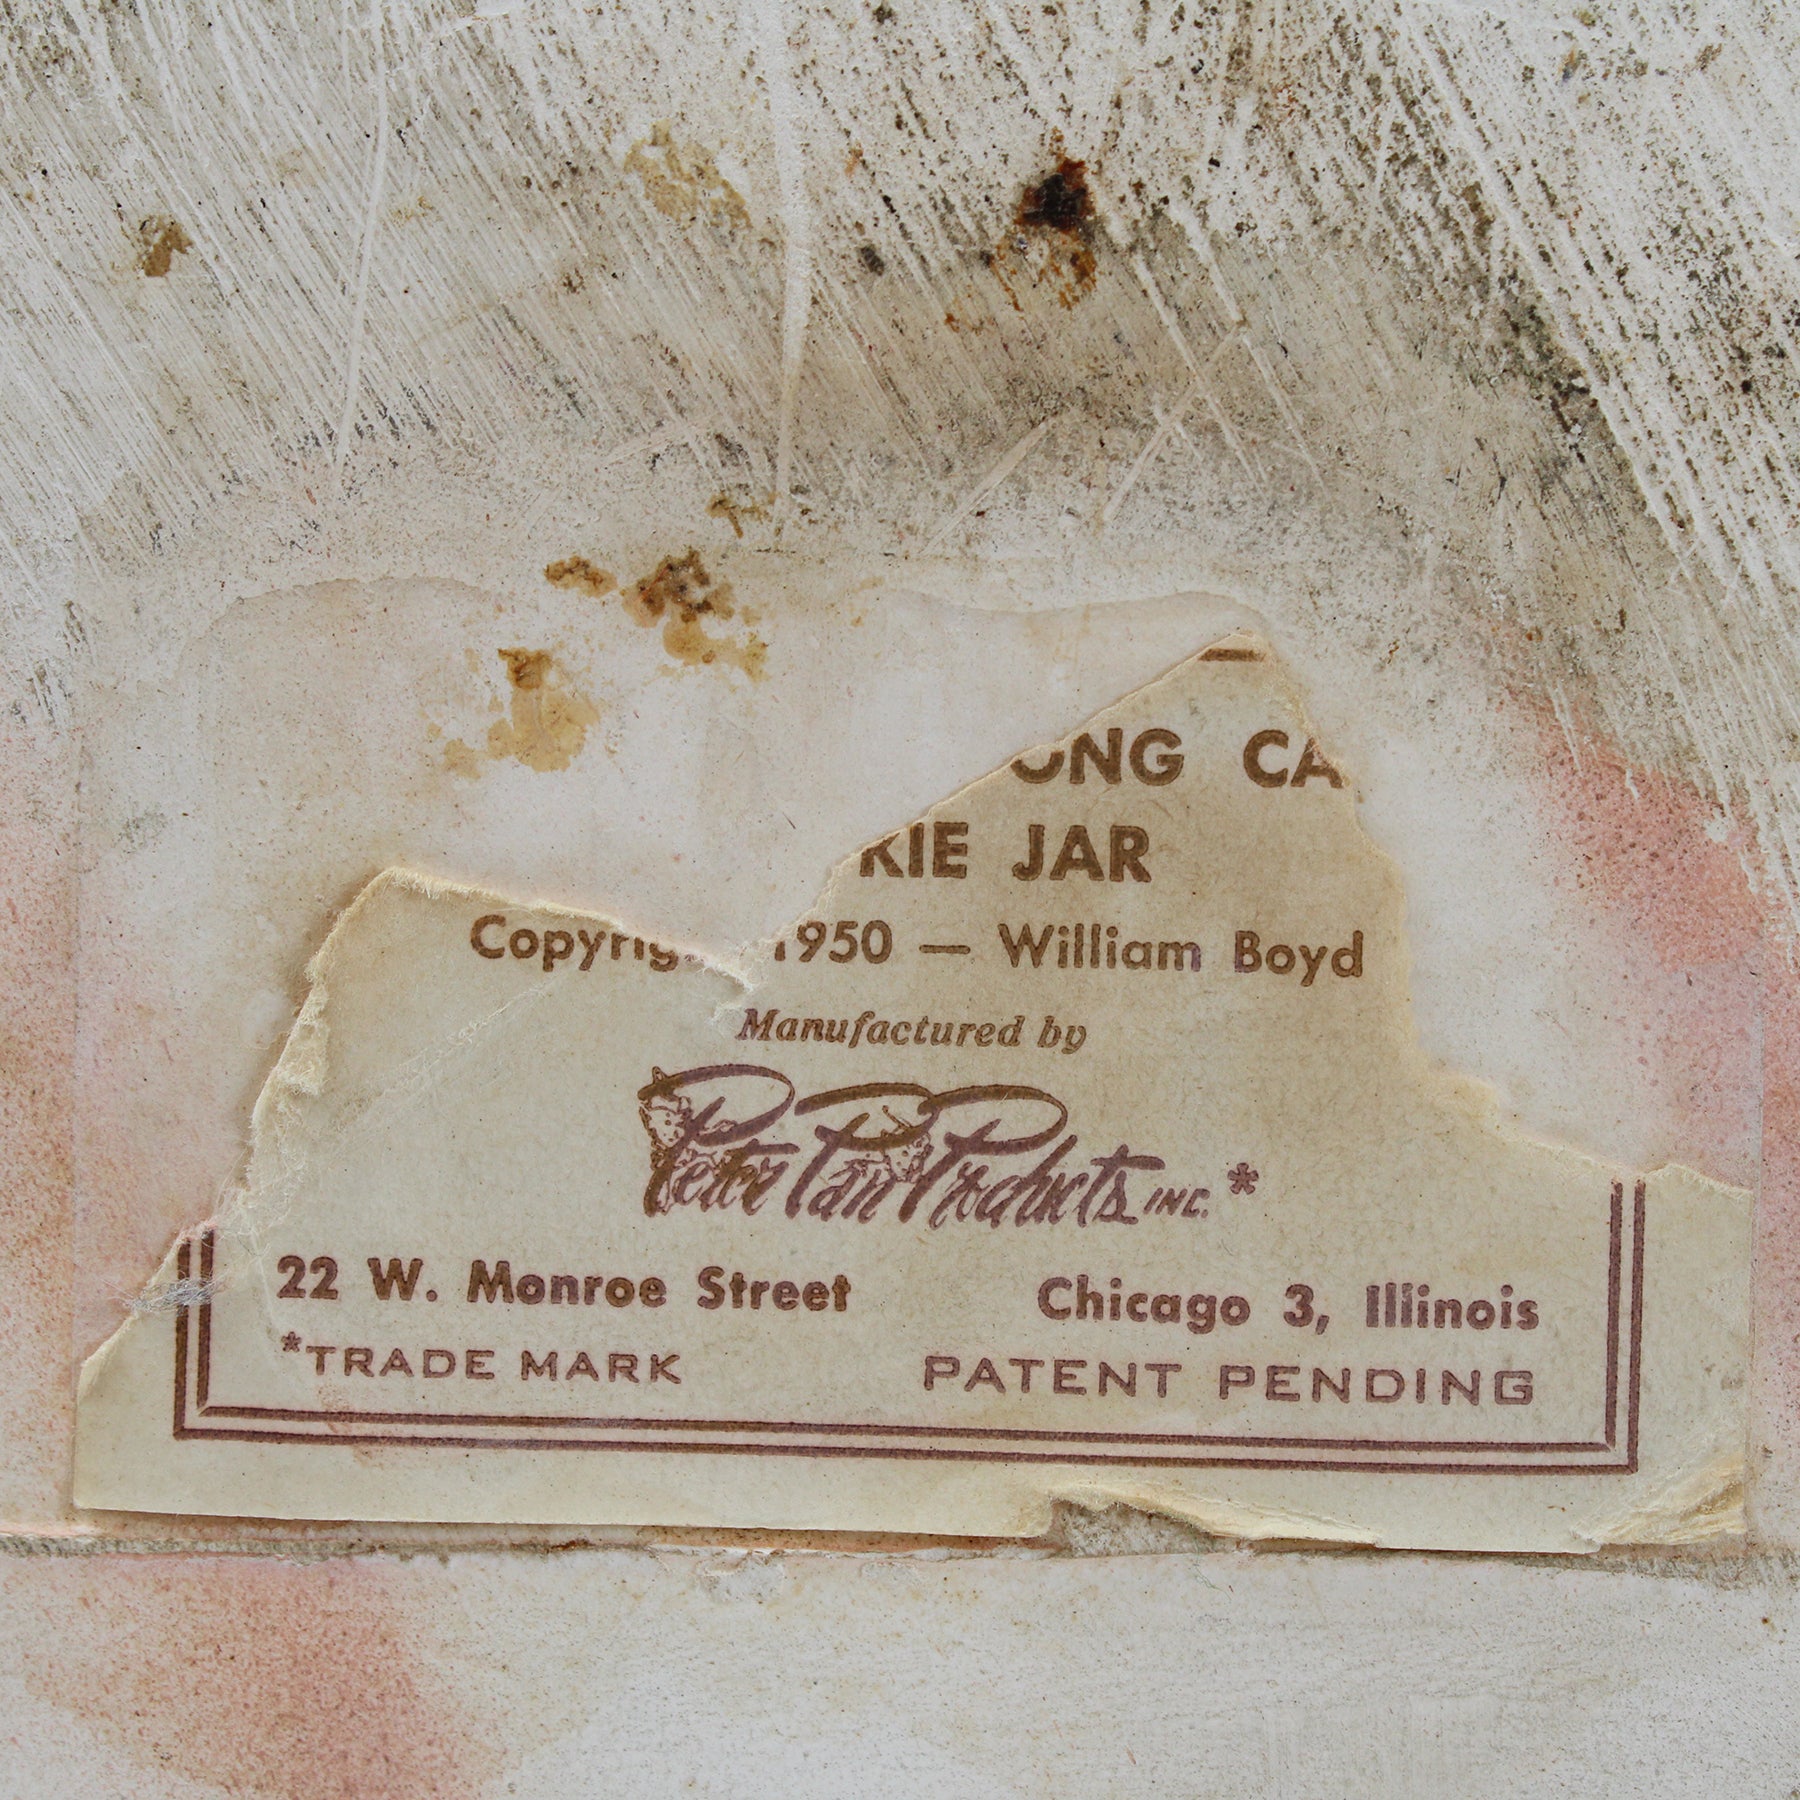 ONG CA
KIE JAR
Copyrig 1950 — William Boyd
Manufactured by
Peter Pan Products INC.*
22 W. Monroe Street Chicago 3, Illinois
*TRADE MARK PATENT PENDING